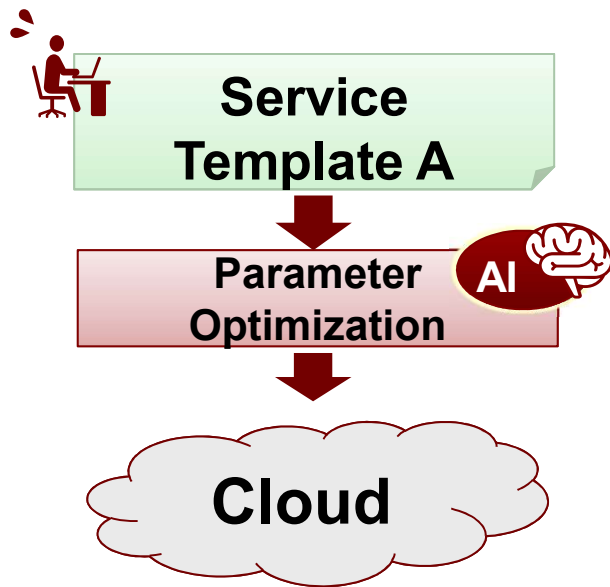 Service
Template A
Parameter
Optimization
AI
Cloud